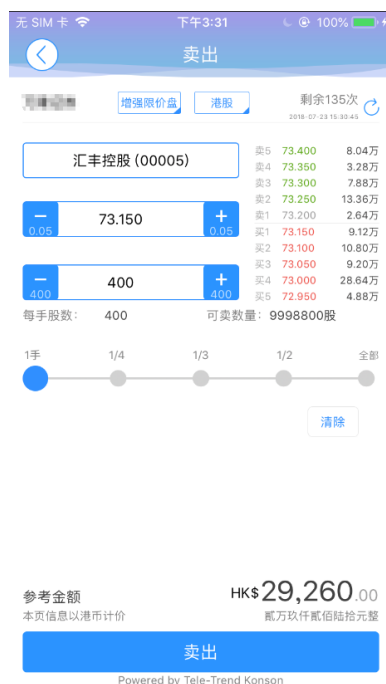 无 SIM 卡 下午3:31 100%
卖出
增强限价盘 港股 剩余135次
2018-07-23 15:30:45
汇丰控股 (00005)
卖5 73.400 8.04万
卖4 73.350 3.28万
卖3 73.300 7.88万
卖2 73.250 13.36万
卖1 73.200 2.64万
买1 73.150 9.12万
买2 73.100 10.80万
买3 73.050 9.20万
买4 73.000 28.64万
买5 72.950 4.88万
− 73.150 +
0.05 0.05
− 400 +
400 400
每手股数: 400 可卖数量: 9998800股
1手 1/4 1/3 1/2 全部
清除
参考金额 HK$29,260.00
本页信息以港币计价 贰万玖仟贰佰陆拾元整
卖出
Powered by Tele-Trend Konson